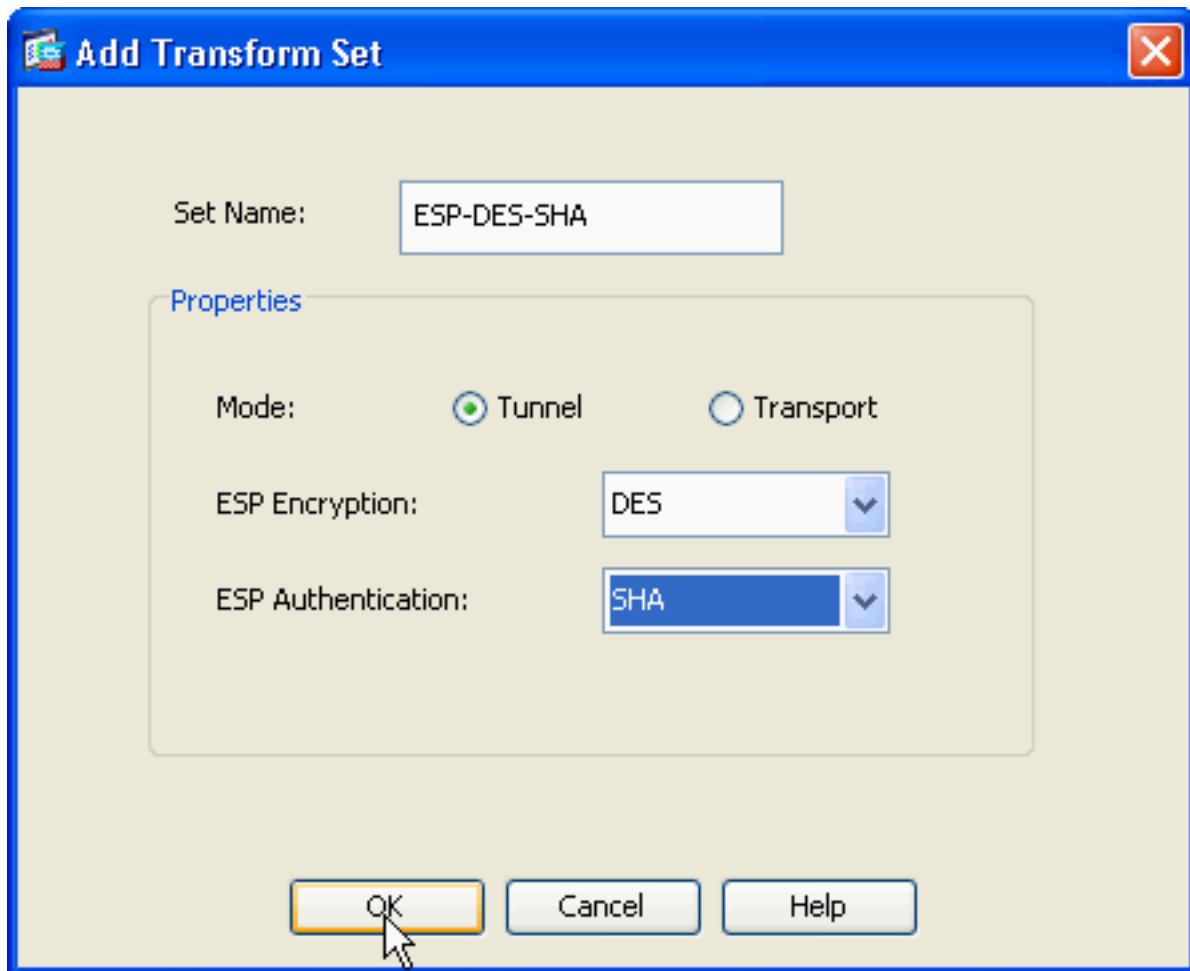 Add Transform Set
Set Name: ESP-DES-SHA
Properties
Mode: Tunnel Transport
ESP Encryption: DES
ESP Authentication: SHA
OK Cancel Help